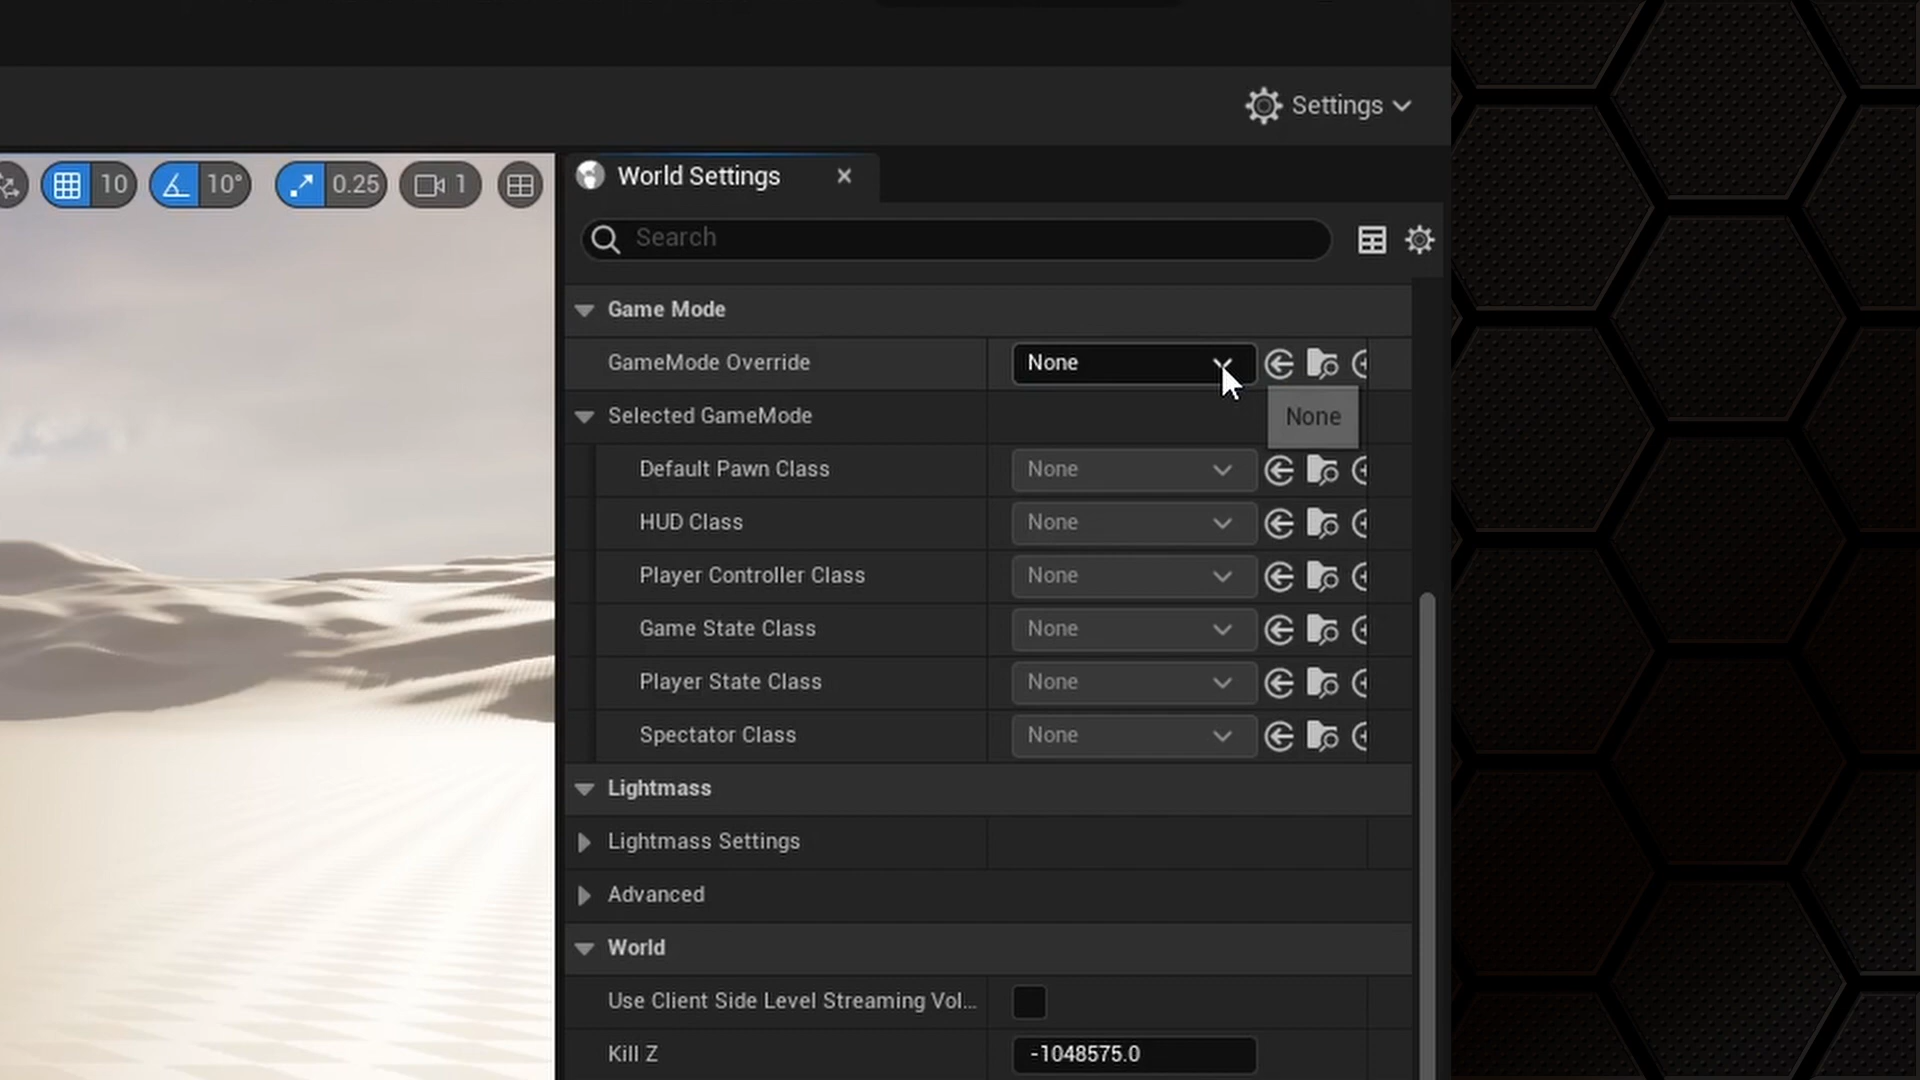 Settings
10
10°
0.25
1
World Settings
Search
Game Mode
GameMode Override
None
None
Selected GameMode
Default Pawn Class
None
HUD Class
None
Player Controller Class
None
Game State Class
None
Player State Class
None
Spectator Class
None
Lightmass
Lightmass Settings
Advanced
World
Use Client Side Level Streaming Vol...
Kill Z
-1048575.0